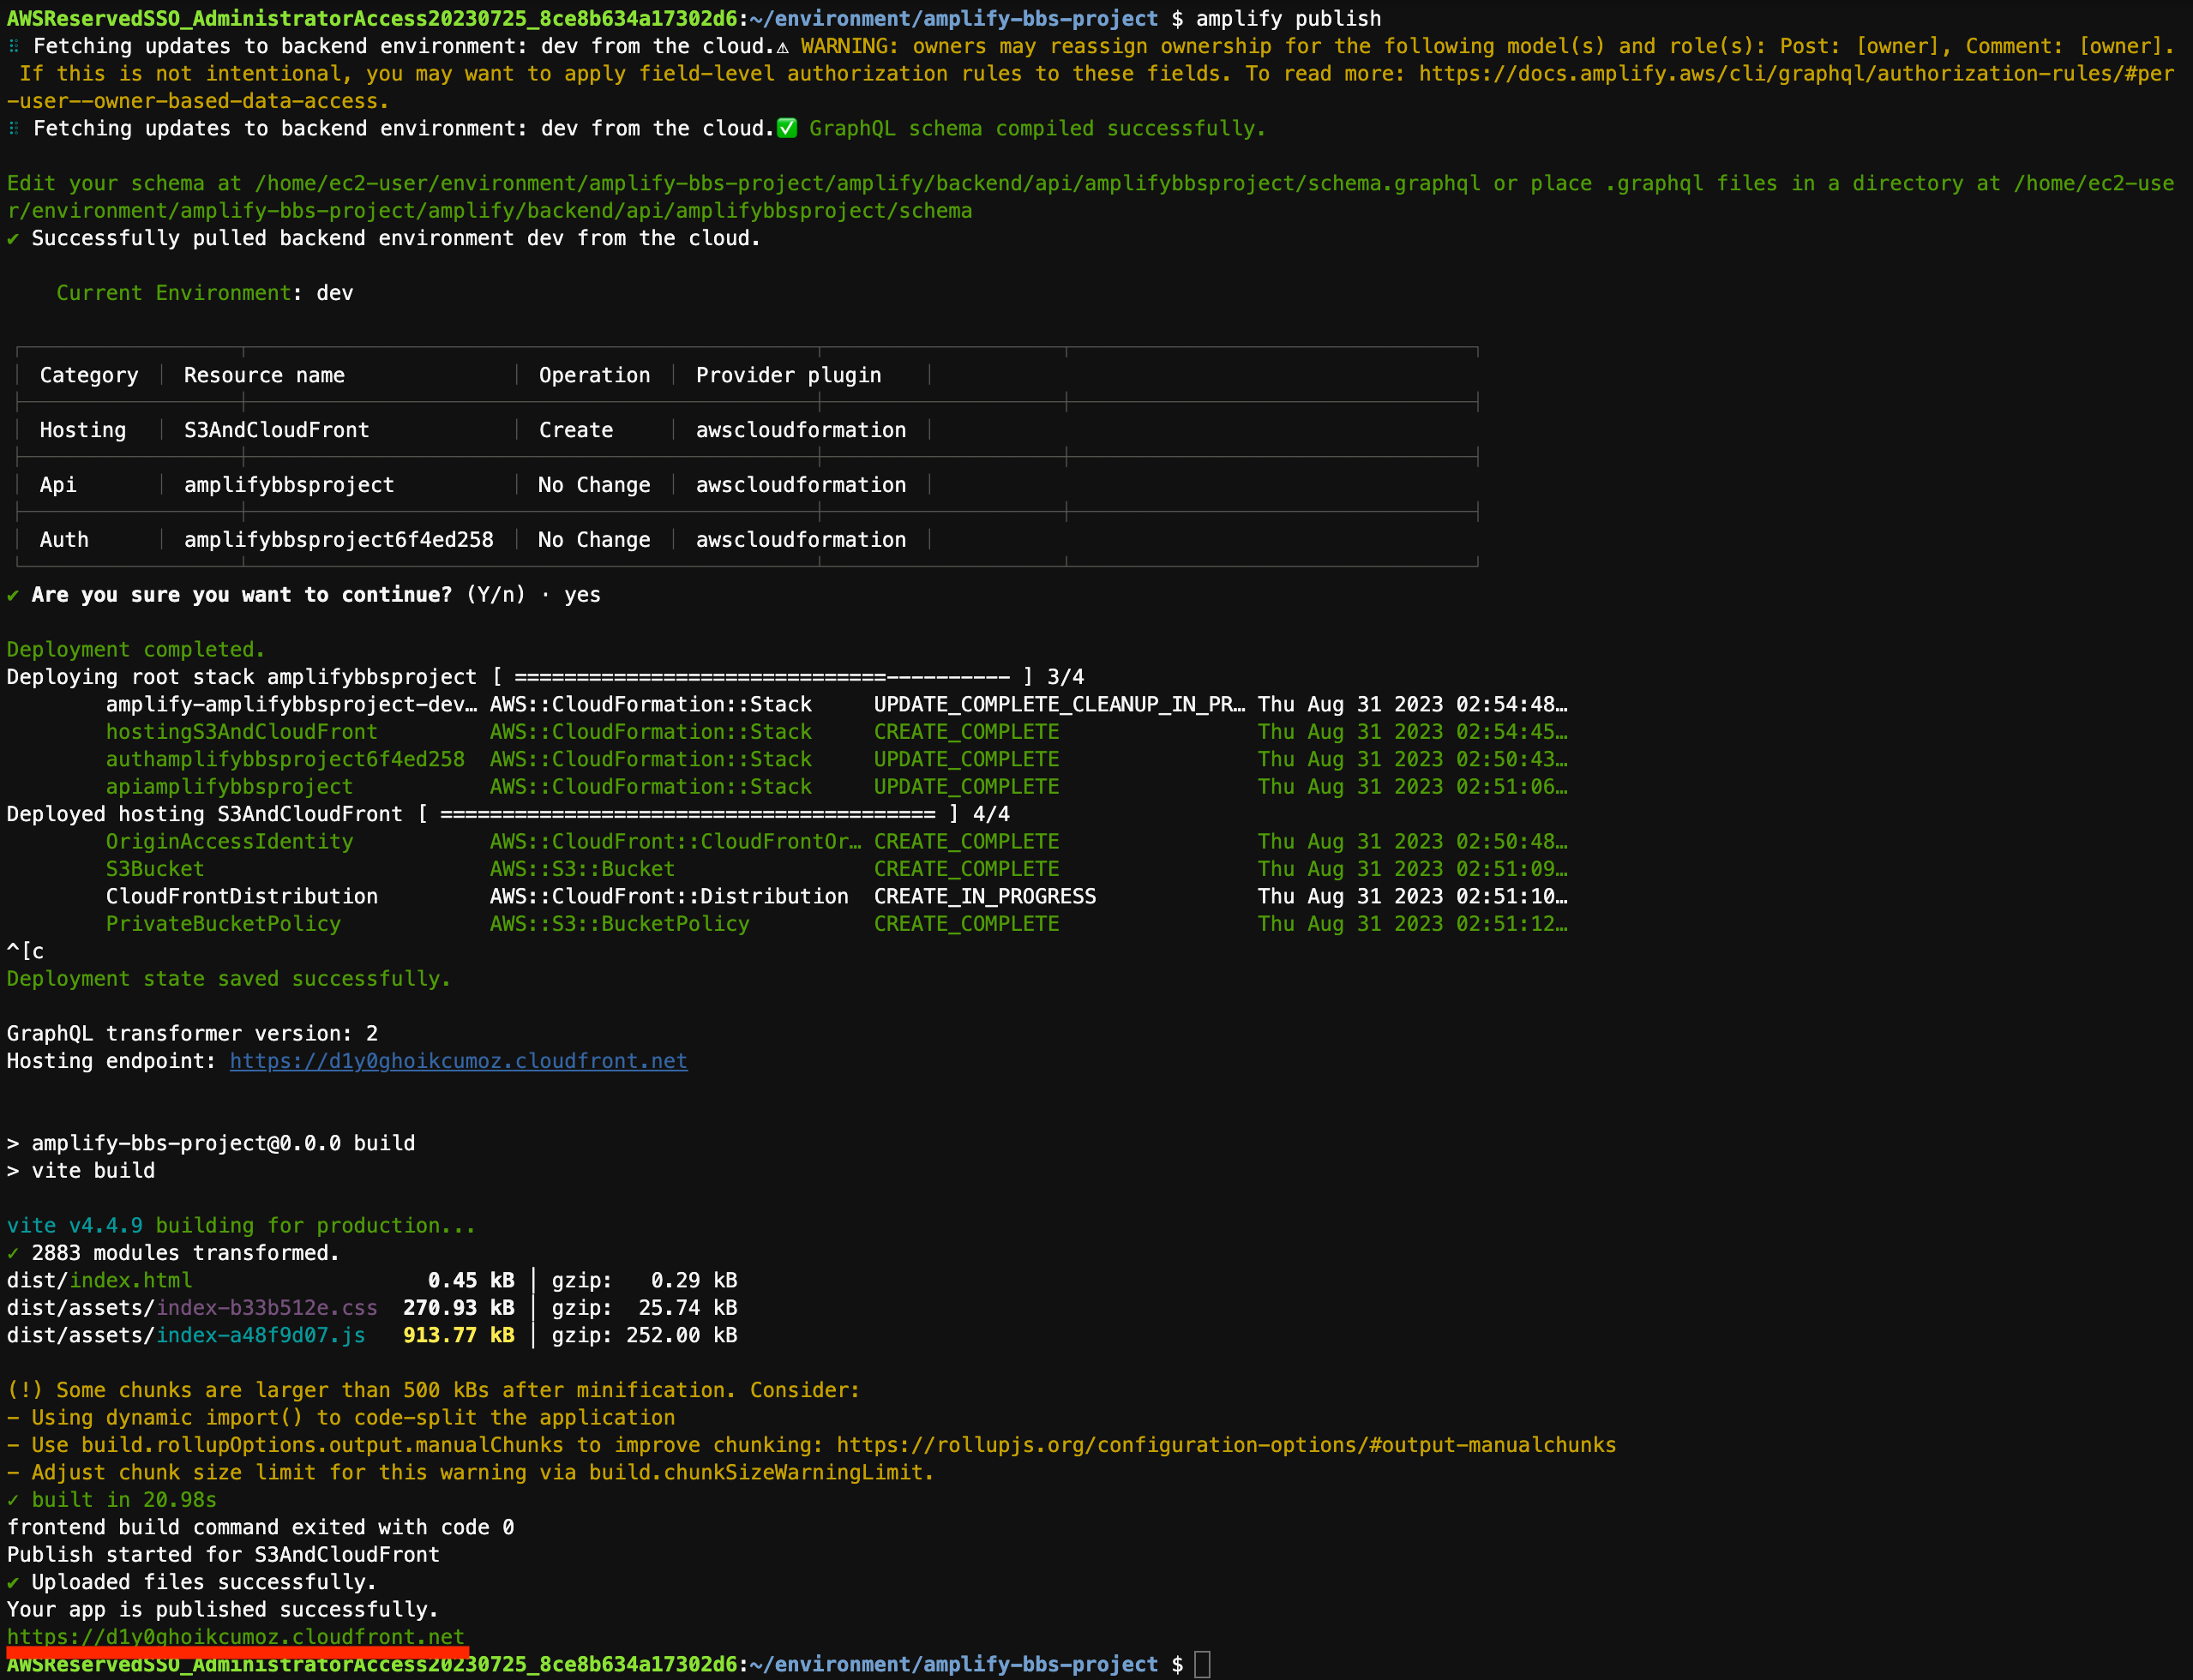 AWSReservedSSO_AdministratorAccess20230725_8ce8b634a17302d6:~/environment/amplify-bbs-project $ amplify publish
⠿ Fetching updates to backend environment: dev from the cloud.⚠ WARNING: owners may reassign ownership for the following model(s) and role(s): Post: [owner], Comment: [owner].
If this is not intentional, you may want to apply field-level authorization rules to these fields. To read more: https://docs.amplify.aws/cli/graphql/authorization-rules/#per
-user--owner-based-data-access.
⠿ Fetching updates to backend environment: dev from the cloud.✅ GraphQL schema compiled successfully.
Edit your schema at /home/ec2-user/environment/amplify-bbs-project/amplify/backend/api/amplifybbsproject/schema.graphql or place .graphql files in a directory at /home/ec2-use
r/environment/amplify-bbs-project/amplify/backend/api/amplifybbsproject/schema
✔ Successfully pulled backend environment dev from the cloud.
Current Environment: dev
│ Category │ Resource name │ Operation │ Provider plugin │
│ Hosting │ S3AndCloudFront │ Create │ awscloudformation │
│ Api │ amplifybbsproject │ No Change │ awscloudformation │
│ Auth │ amplifybbsproject6f4ed258 │ No Change │ awscloudformation │
✔ Are you sure you want to continue? (Y/n) · yes
Deployment completed.
Deploying root stack amplifybbsproject [ ==============================---------- ] 3/4
amplify-amplifybbsproject-dev… AWS::CloudFormation::Stack UPDATE_COMPLETE_CLEANUP_IN_PR… Thu Aug 31 2023 02:54:48…
hostingS3AndCloudFront AWS::CloudFormation::Stack CREATE_COMPLETE Thu Aug 31 2023 02:54:45…
authamplifybbsproject6f4ed258 AWS::CloudFormation::Stack UPDATE_COMPLETE Thu Aug 31 2023 02:50:43…
apiamplifybbsproject AWS::CloudFormation::Stack UPDATE_COMPLETE Thu Aug 31 2023 02:51:06…
Deployed hosting S3AndCloudFront [ ======================================== ] 4/4
OriginAccessIdentity AWS::CloudFront::CloudFrontOr… CREATE_COMPLETE Thu Aug 31 2023 02:50:48…
S3Bucket AWS::S3::Bucket CREATE_COMPLETE Thu Aug 31 2023 02:51:09…
CloudFrontDistribution AWS::CloudFront::Distribution CREATE_IN_PROGRESS Thu Aug 31 2023 02:51:10…
PrivateBucketPolicy AWS::S3::BucketPolicy CREATE_COMPLETE Thu Aug 31 2023 02:51:12…
^[c
Deployment state saved successfully.
GraphQL transformer version: 2
Hosting endpoint: https://d1y0ghoikcumoz.cloudfront.net
> amplify-bbs-project@0.0.0 build
> vite build
vite v4.4.9 building for production...
✓ 2883 modules transformed.
dist/index.html 0.45 kB │ gzip: 0.29 kB
dist/assets/index-b33b512e.css 270.93 kB │ gzip: 25.74 kB
dist/assets/index-a48f9d07.js 913.77 kB │ gzip: 252.00 kB
(!) Some chunks are larger than 500 kBs after minification. Consider:
- Using dynamic import() to code-split the application
- Use build.rollupOptions.output.manualChunks to improve chunking: https://rollupjs.org/configuration-options/#output-manualchunks
- Adjust chunk size limit for this warning via build.chunkSizeWarningLimit.
✓ built in 20.98s
frontend build command exited with code 0
Publish started for S3AndCloudFront
✔ Uploaded files successfully.
Your app is published successfully.
https://d1y0ghoikcumoz.cloudfront.net
AWSReservedSSO_AdministratorAccess20230725_8ce8b634a17302d6:~/environment/amplify-bbs-project $